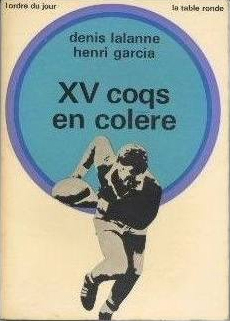 l'ordre du jour
la table ronde
denis lalanne
henri garcia
XV coqs
en colere